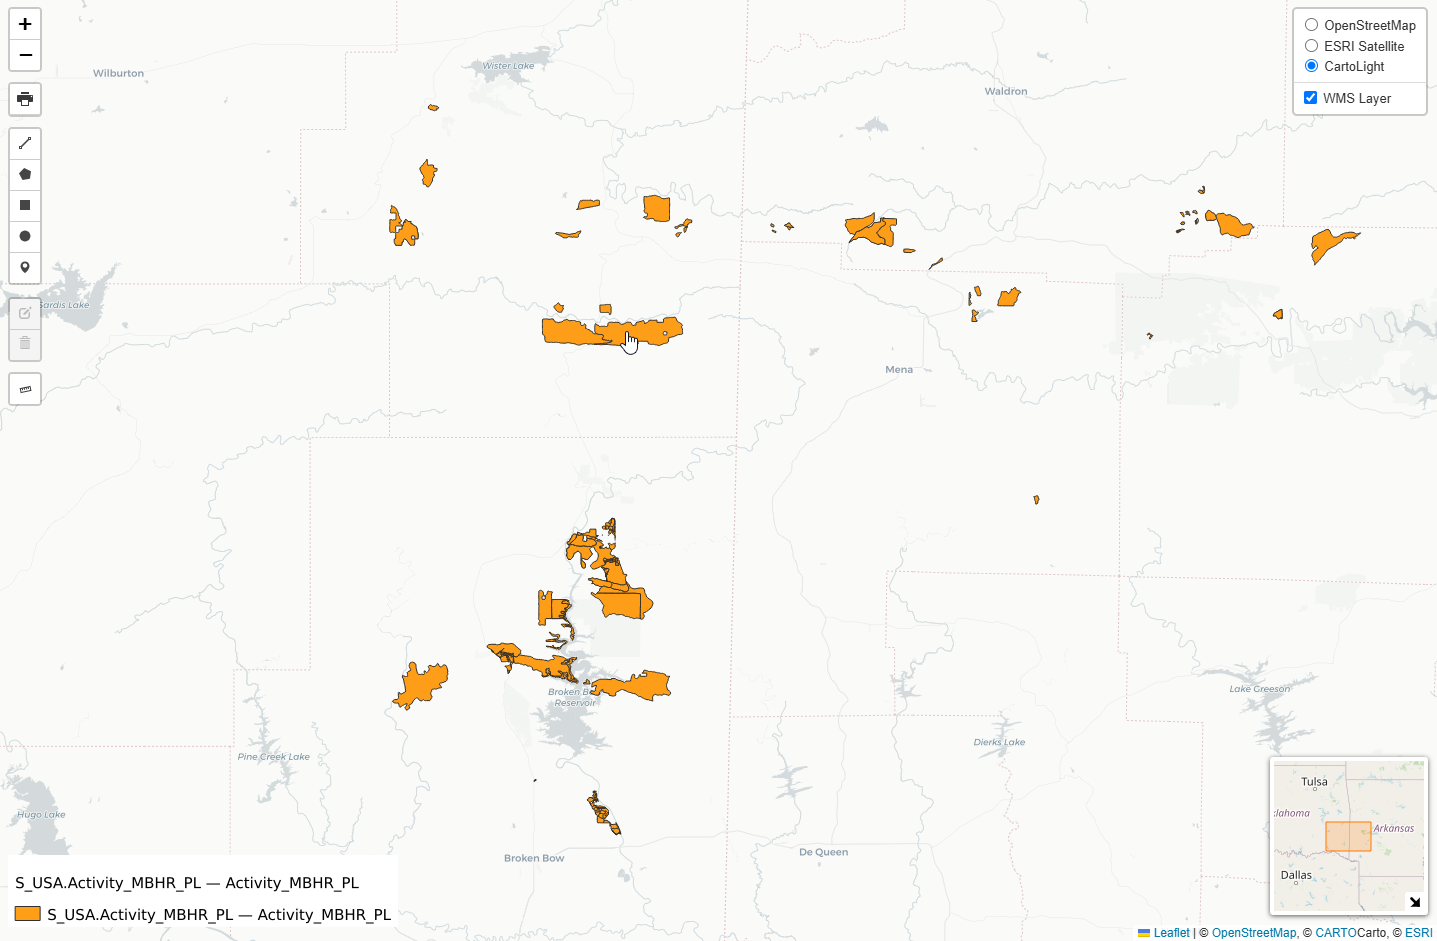 +
−
Wilburton
Wister Lake
Waldron
OpenStreetMap
ESRI Satellite
CartoLight
WMS Layer
Sardis Lake
Mena
Broken Bow
Reservoir
Lake Greeson
Dierks Lake
Pine Creek Lake
Hugo Lake
Broken Bow
De Queen
Tulsa
klahoma
Arkansas
Dallas
S_USA.Activity_MBHR_PL — Activity_MBHR_PL
S_USA.Activity_MBHR_PL — Activity_MBHR_PL
Leaflet | © OpenStreetMap, © CARTOCarto, © ESRI